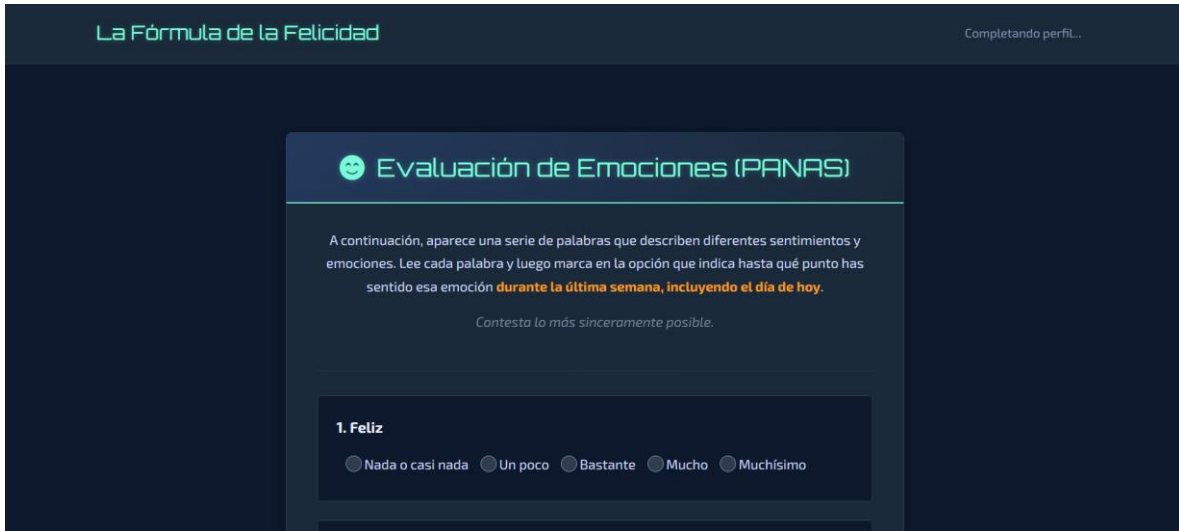 La Fórmula de la Felicidad
Completando perfil...
Evaluación de Emociones (PANAS)
A continuación, aparece una serie de palabras que describen diferentes sentimientos y
emociones. Lee cada palabra y luego marca en la opción que indica hasta qué punto has
sentido esa emoción durante la última semana, incluyendo el día de hoy.
Contesta lo más sinceramente posible.
1. Feliz
Nada o casi nada Un poco Bastante Mucho Muchísimo